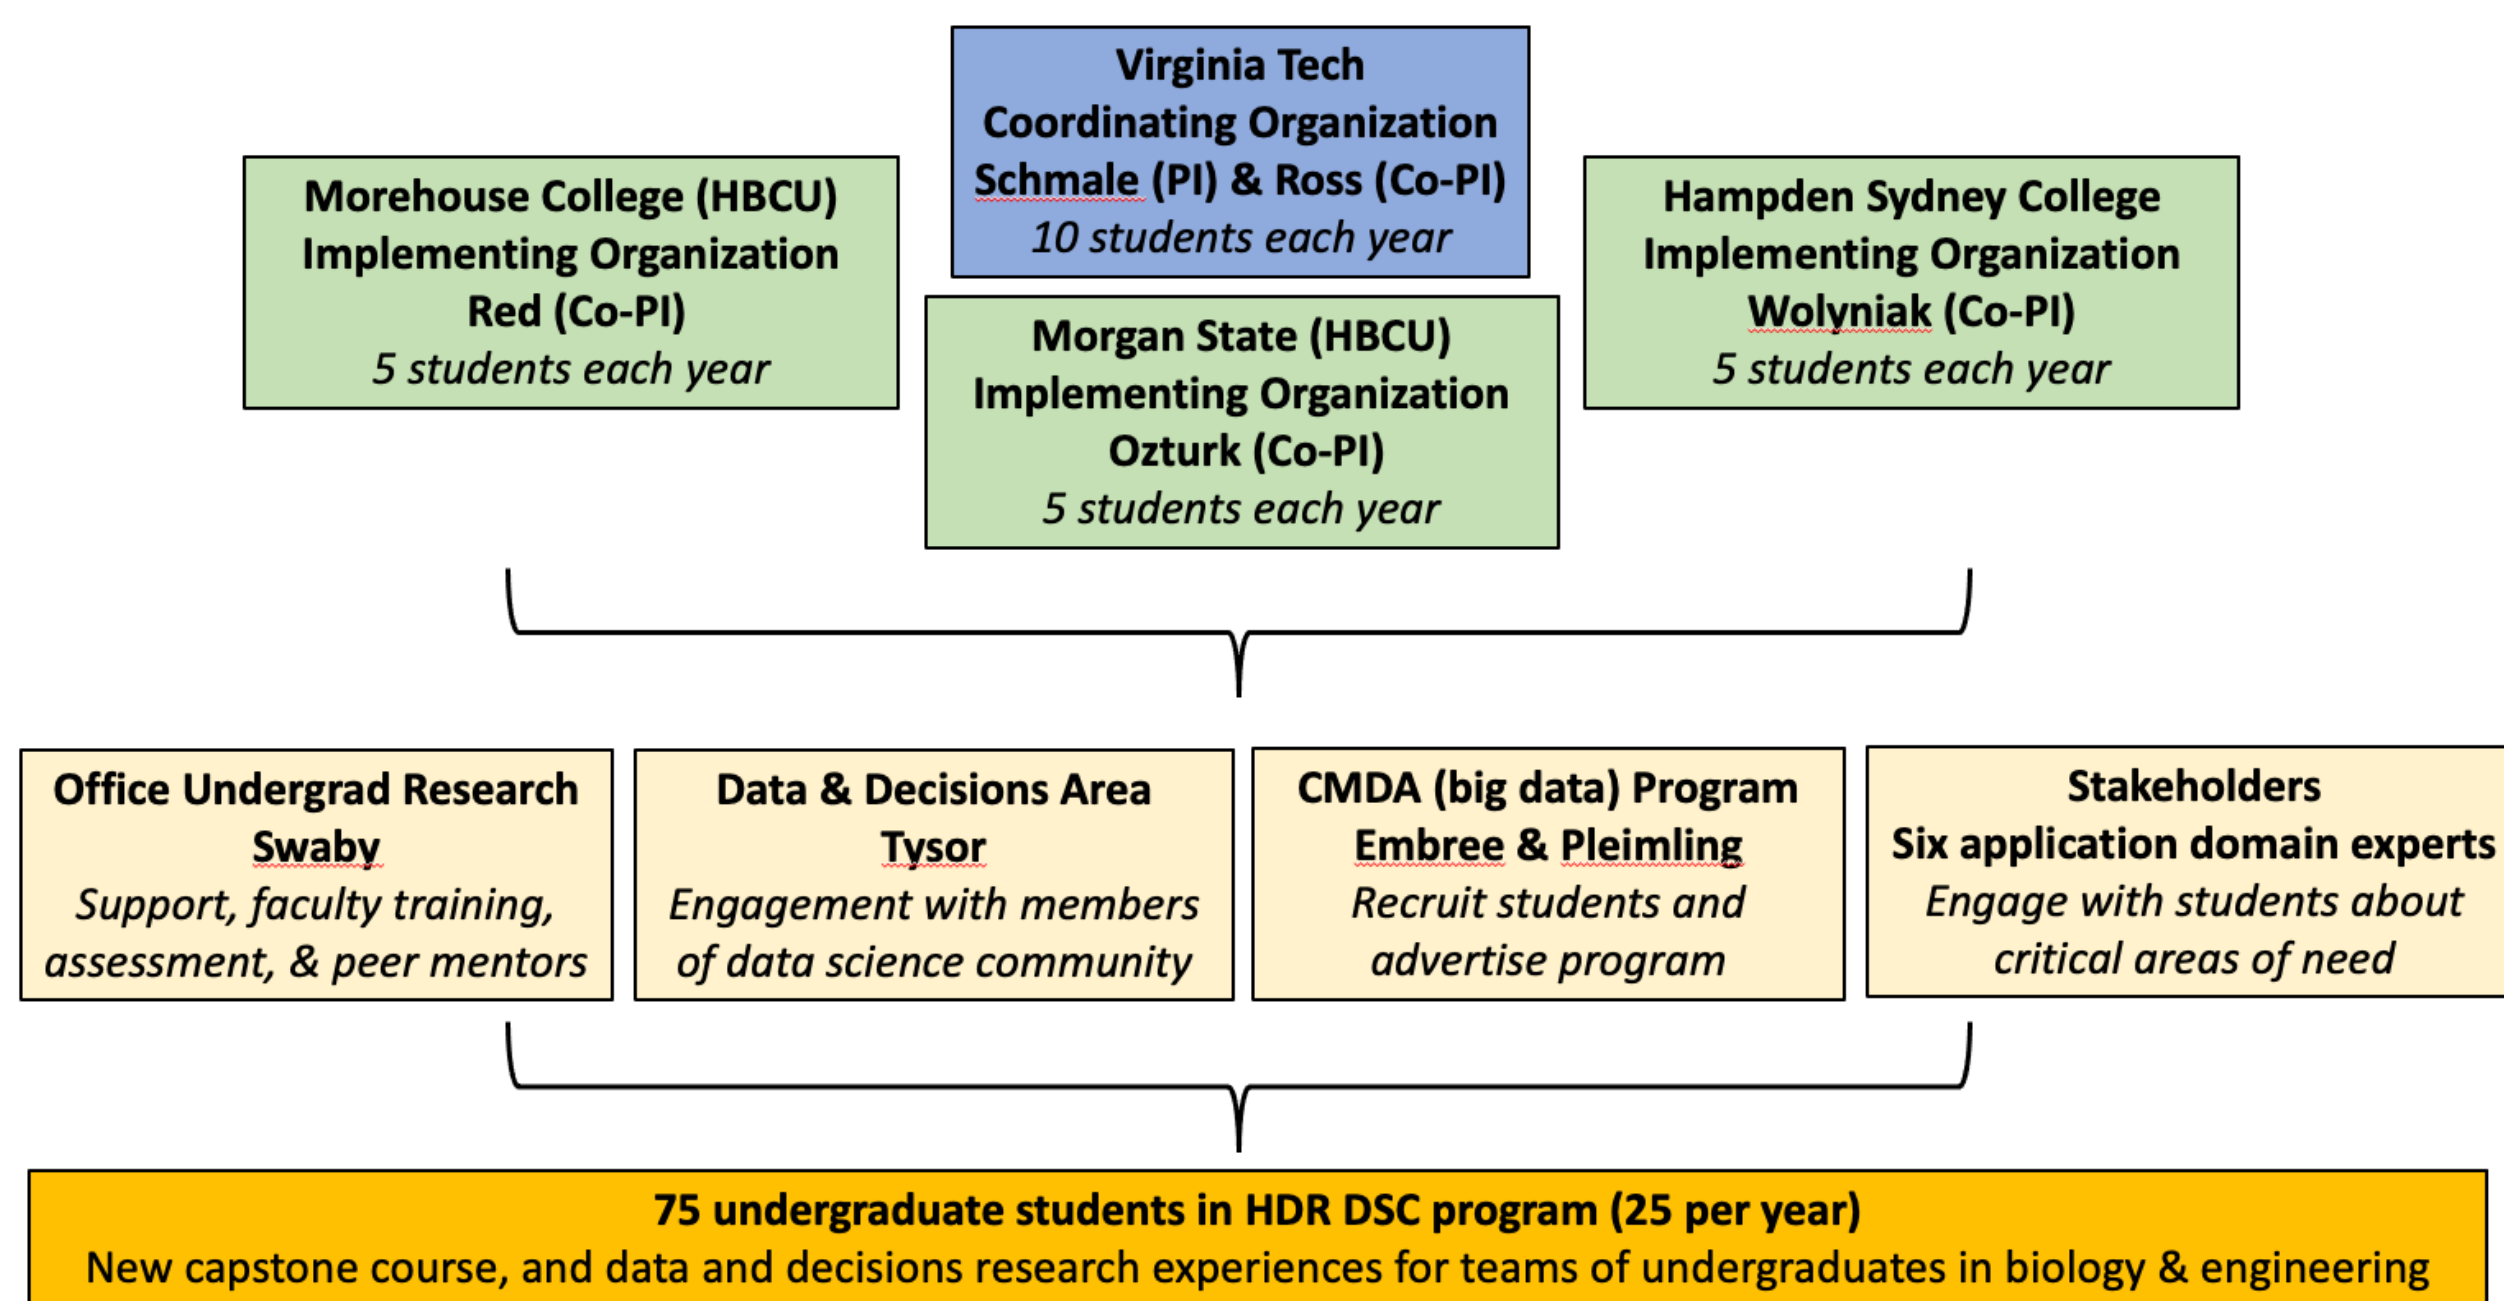 Virginia Tech
Coordinating Organization
Schmale (PI) & Ross (Co-PI)
10 students each year
Morehouse College (HBCU)
Implementing Organization
Red (Co-PI)
5 students each year
Hampden Sydney College
Implementing Organization
Wolyniak (Co-PI)
5 students each year
Morgan State (HBCU)
Implementing Organization
Ozturk (Co-PI)
5 students each year
Office Undergrad Research
Swaby
Support, faculty training,
assessment, & peer mentors
Data & Decisions Area
Tysor
Engagement with members
of data science community
CMDA (big data) Program
Embree & Pleimling
Recruit students and
advertise program
Stakeholders
Six application domain experts
Engage with students about
critical areas of need
75 undergraduate students in HDR DSC program (25 per year)
New capstone course, and data and decisions research experiences for teams of undergraduates in biology & engineering